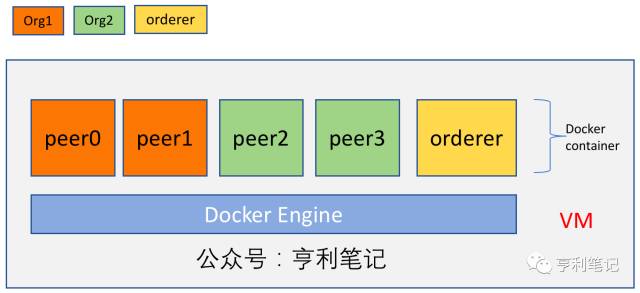 Org1
Org2
orderer
peer0
peer1
peer2
peer3
orderer
Docker
container
Docker Engine
VM
公众号：亨利笔记
亨利笔记